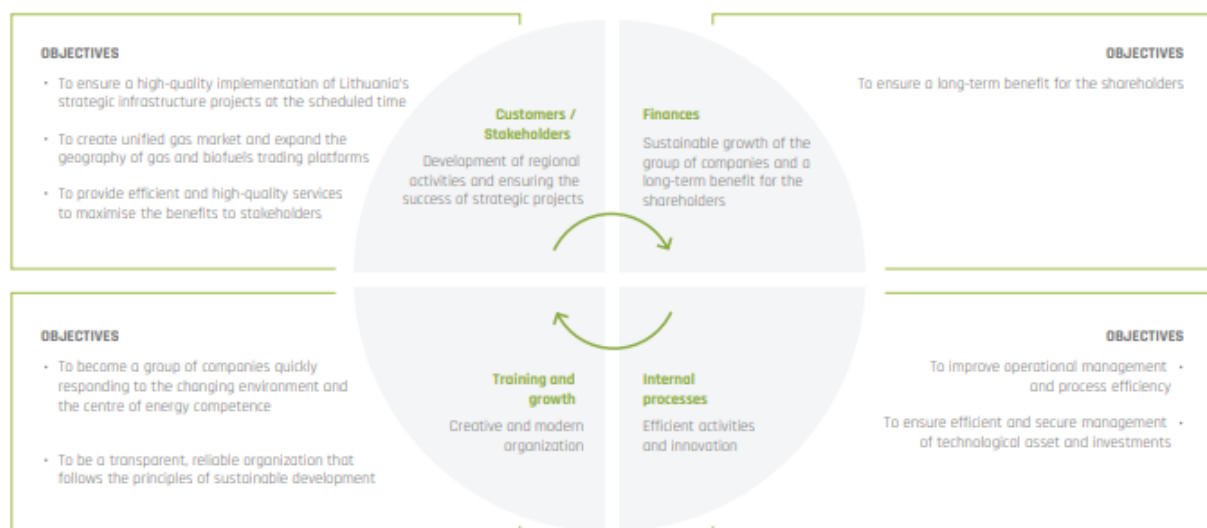 OBJECTIVES
• To ensure a high-quality implementation of Lithuania's
strategic infrastructure projects at the scheduled time
• To create unified gas market and expand the
geography of gas and biofuels trading platforms
• To provide efficient and high-quality services
to maximise the benefits to stakeholders
Customers /
Stakeholders
Development of regional
activities and ensuring the
success of strategic projects
Finances
Sustainable growth of the
group of companies and a
long-term benefit for the
shareholders
OBJECTIVES
To ensure a long-term benefit for the shareholders
OBJECTIVES
• To become a group of companies quickly
responding to the changing environment and
the centre of energy competence
• To be a transparent, reliable organization that
follows the principles of sustainable development
Training and
growth
Creative and modern
organization
Internal
processes
Efficient activities
and innovation
OBJECTIVES
To improve operational management •
and process efficiency
To ensure efficient and secure management •
of technological asset and investments